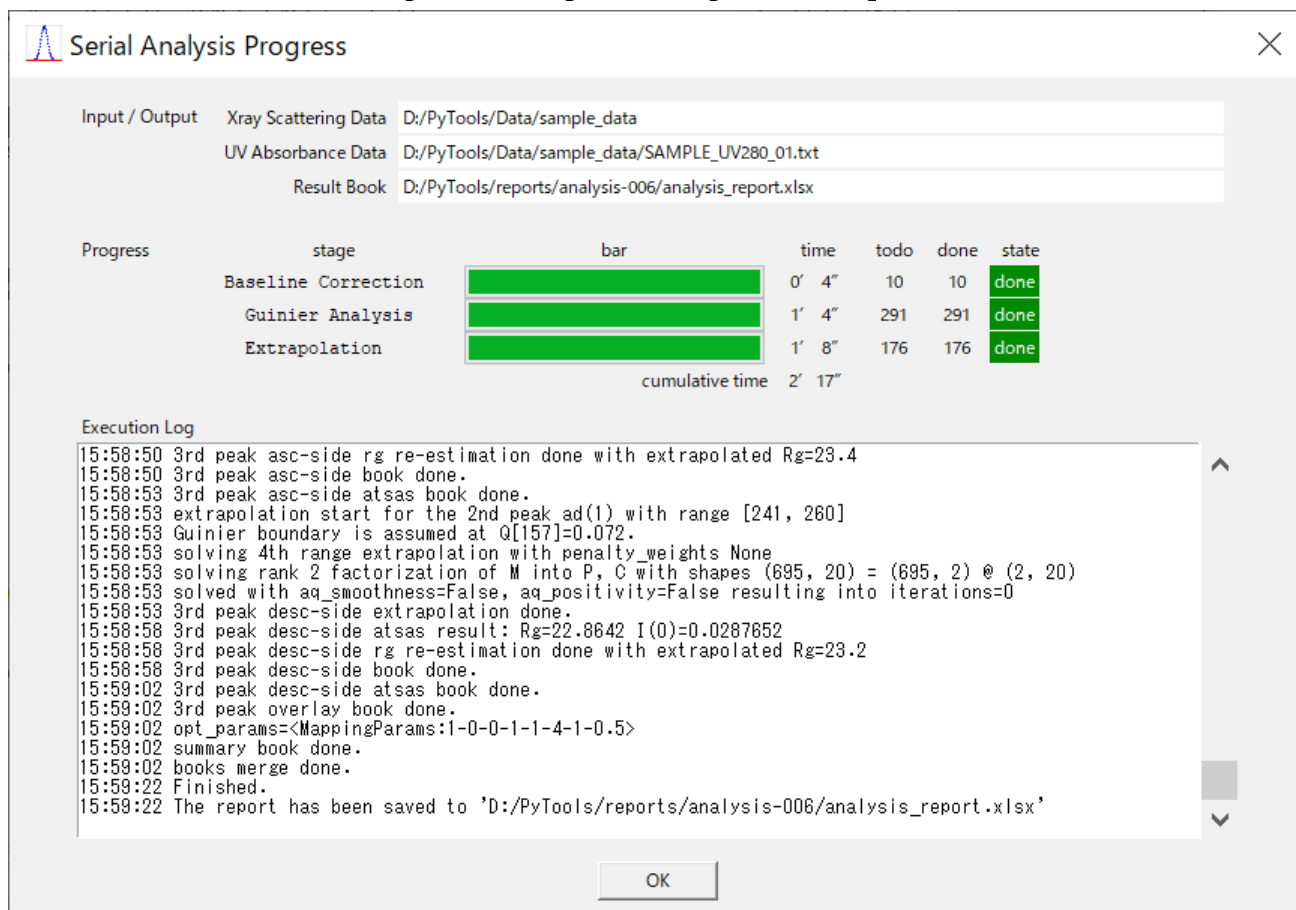 Serial Analysis Progress
Input / Output Xray Scattering Data D:/PyTools/Data/sample_data
UV Absorbance Data D:/PyTools/Data/sample_data/SAMPLE_UV280_01.txt
Result Book D:/PyTools/reports/analysis-006/analysis_report.xlsx
Progress stage bar time todo done state
Baseline Correction 0′ 4″ 10 10 done
Guinier Analysis 1′ 4″ 291 291 done
Extrapolation 1′ 8″ 176 176 done
cumulative time 2′ 17″
Execution Log
15:58:50 3rd peak asc-side rg re-estimation done with extrapolated Rg=23.4
15:58:50 3rd peak asc-side book done.
15:58:53 3rd peak asc-side atsas book done.
15:58:53 extrapolation start for the 2nd peak ad(1) with range [241, 260]
15:58:53 Guinier boundary is assumed at Q[157]=0.072.
15:58:53 solving 4th range extrapolation with penalty_weights None
15:58:53 solving rank 2 factorization of M into P, C with shapes (695, 20) = (695, 2) @ (2, 20)
15:58:53 solved with aq_smoothness=False, aq_positivity=False resulting into iterations=0
15:58:53 3rd peak desc-side extrapolation done.
15:58:58 3rd peak desc-side atsas result: Rg=22.8642 I(0)=0.0287652
15:58:58 3rd peak desc-side rg re-estimation done with extrapolated Rg=23.2
15:58:58 3rd peak desc-side book done.
15:59:02 3rd peak desc-side atsas book done.
15:59:02 3rd peak overlay book done.
15:59:02 opt_params=<MappingParams:1-0-0-1-1-4-1-0.5>
15:59:02 summary book done.
15:59:02 books merge done.
15:59:22 Finished.
15:59:22 The report has been saved to 'D:/PyTools/reports/analysis-006/analysis_report.xlsx'
OK